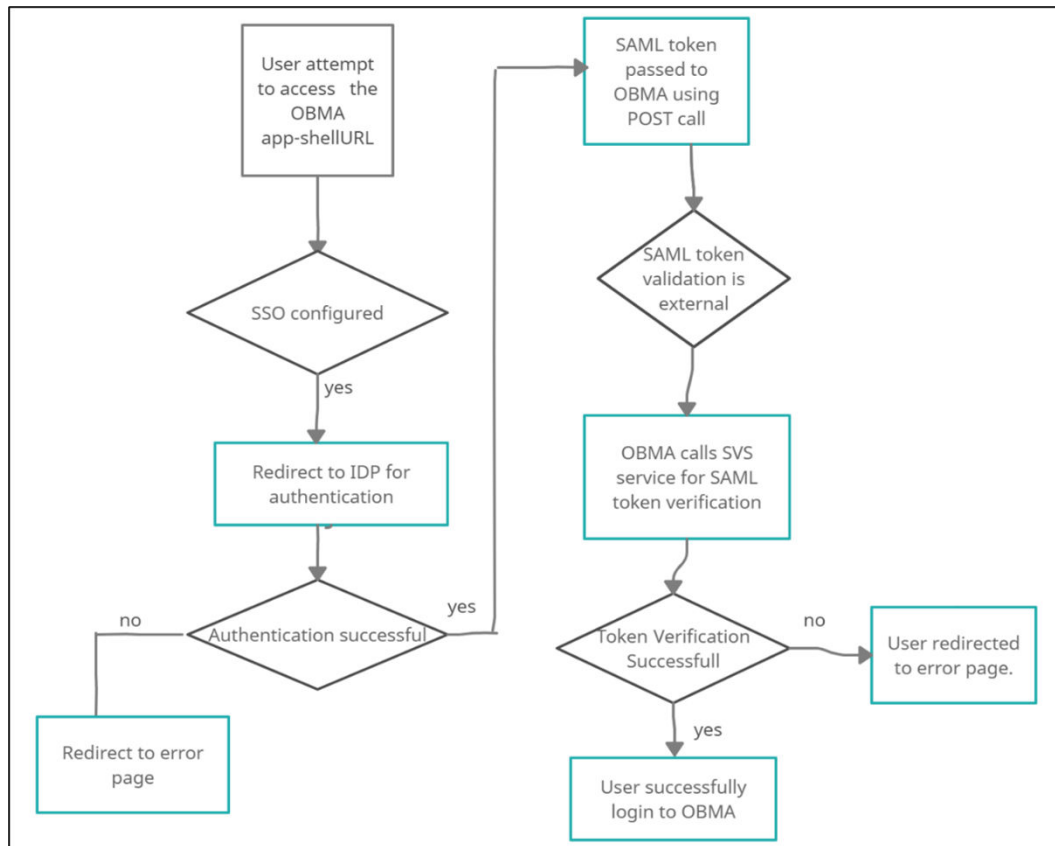 User attempt
to access the
OBMA
app-shellURL
SSO configured
yes
Redirect to IDP for
authentication
Authentication successful
no
yes
Redirect to error
page
SAML token
passed to
OBMA using
POST call
SAML token
validation is
external
OBMA calls SVS
service for SAML
token verification
Token Verification
Successfull
no
User redirected
to error page.
yes
User successfully
login to OBMA